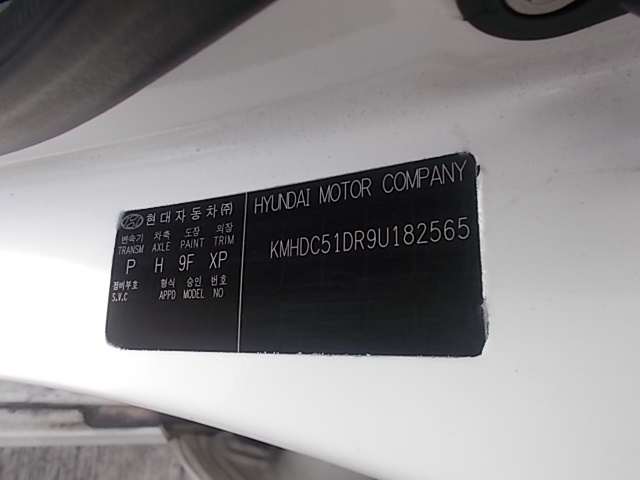 현대자동차㈜
변속기 차축 도장 외장
TRANSM AXLE PAINT TRIM
P H 9F XP
정비부호 형식 승인 번호
S.V.C APPD MODEL NO
HYUNDAI MOTOR COMPANY
KMHDC51DR9U182565